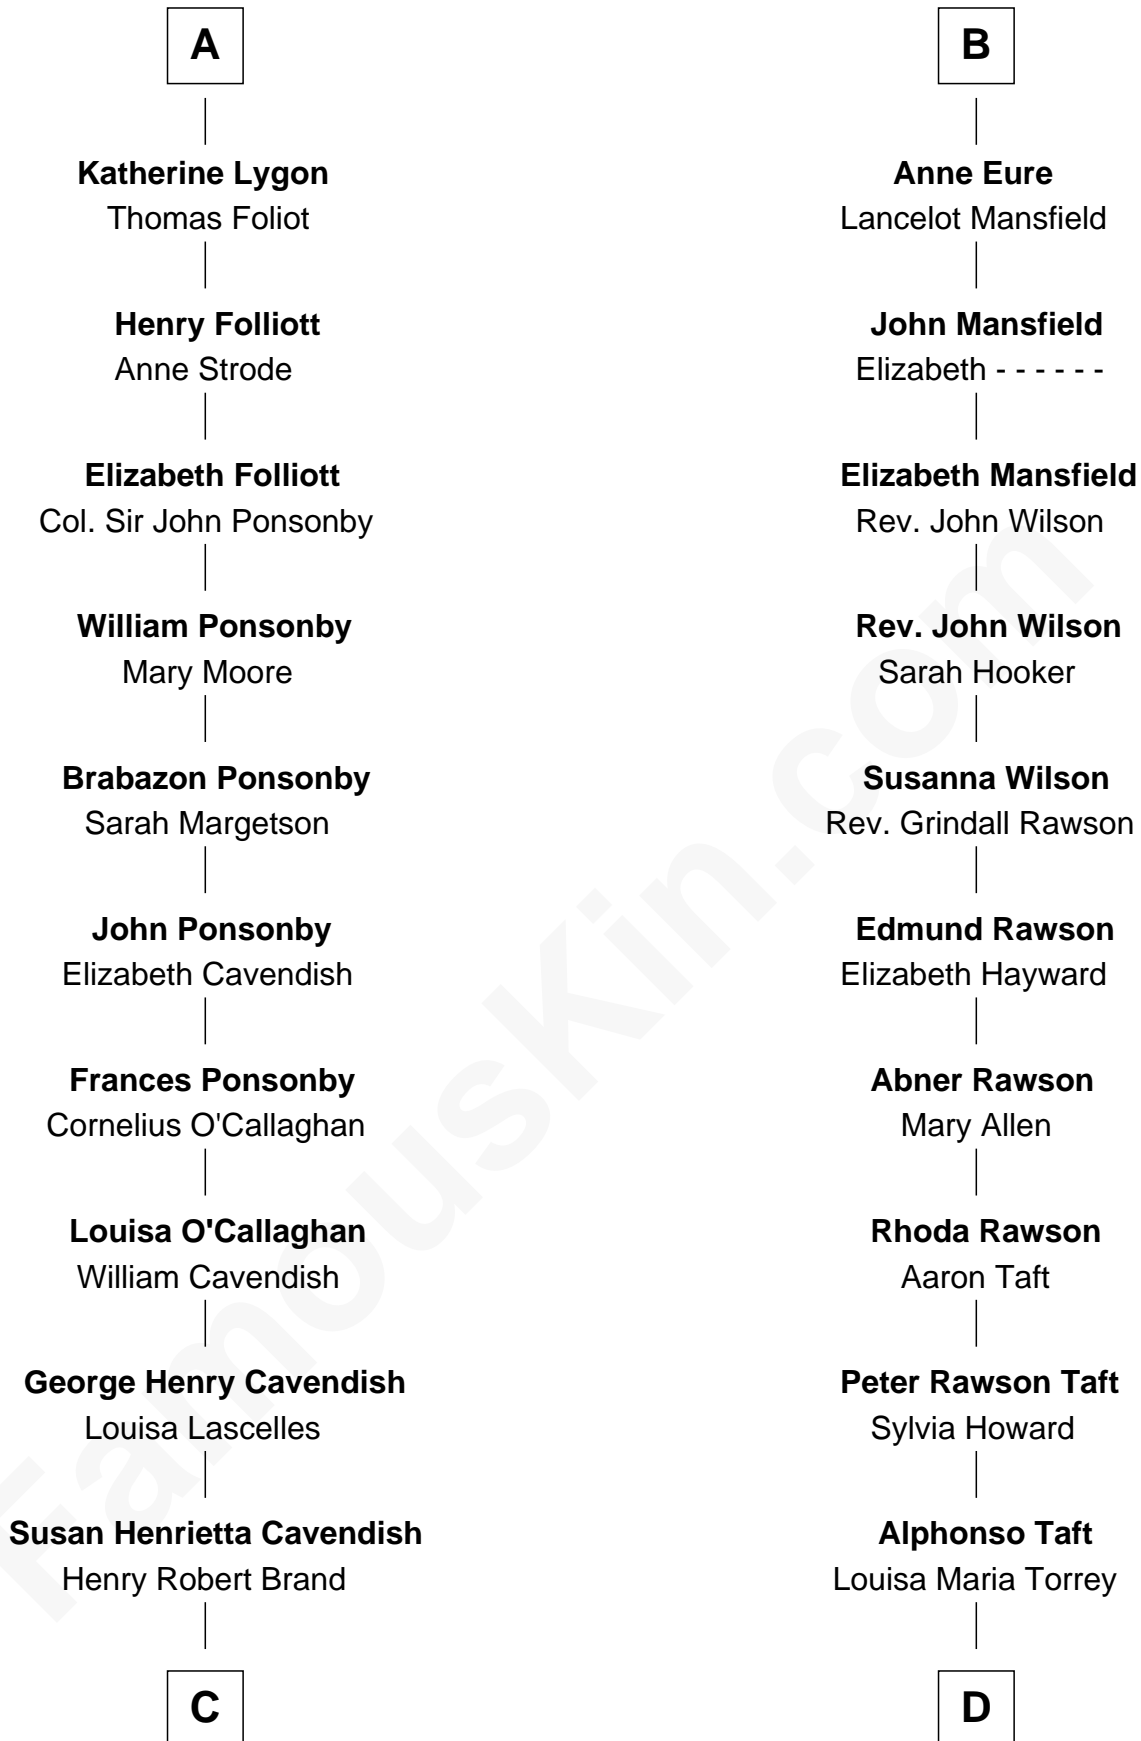 A
Katherine Lygon
Thomas Foliot
Henry Folliott
Anne Strode
Elizabeth Folliott
Col. Sir John Ponsonby
William Ponsonby
Mary Moore
Brabazon Ponsonby
Sarah Margetson
John Ponsonby
Elizabeth Cavendish
Frances Ponsonby
Cornelius O'Callaghan
Louisa O'Callaghan
William Cavendish
George Henry Cavendish
Louisa Lascelles
Susan Henrietta Cavendish
Henry Robert Brand
C
B
Anne Eure
Lancelot Mansfield
John Mansfield
Elizabeth - - - - - -
Elizabeth Mansfield
Rev. John Wilson
Rev. John Wilson
Sarah Hooker
Susanna Wilson
Rev. Grindall Rawson
Edmund Rawson
Elizabeth Hayward
Abner Rawson
Mary Allen
Rhoda Rawson
Aaron Taft
Peter Rawson Taft
Sylvia Howard
Alphonso Taft
Louisa Maria Torrey
D
FamousKin.com